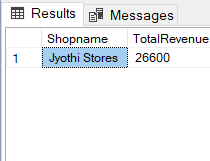 Results Messages
Shopname TotalRevenue
1 Jyothi Stores 26600